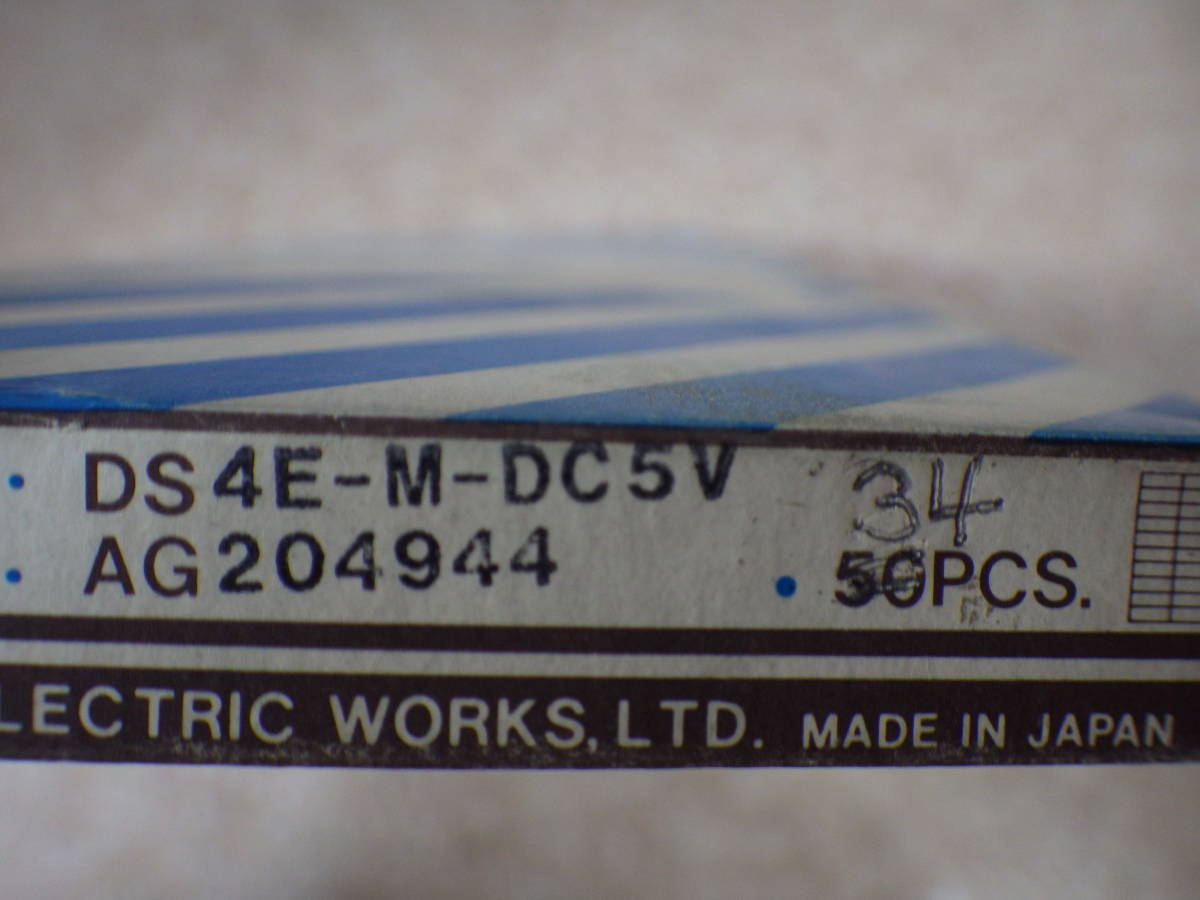 DS4E-M-DC5V
34
AG204944
50PCS.
LECTRIC WORKS, LTD. MADE IN JAPAN